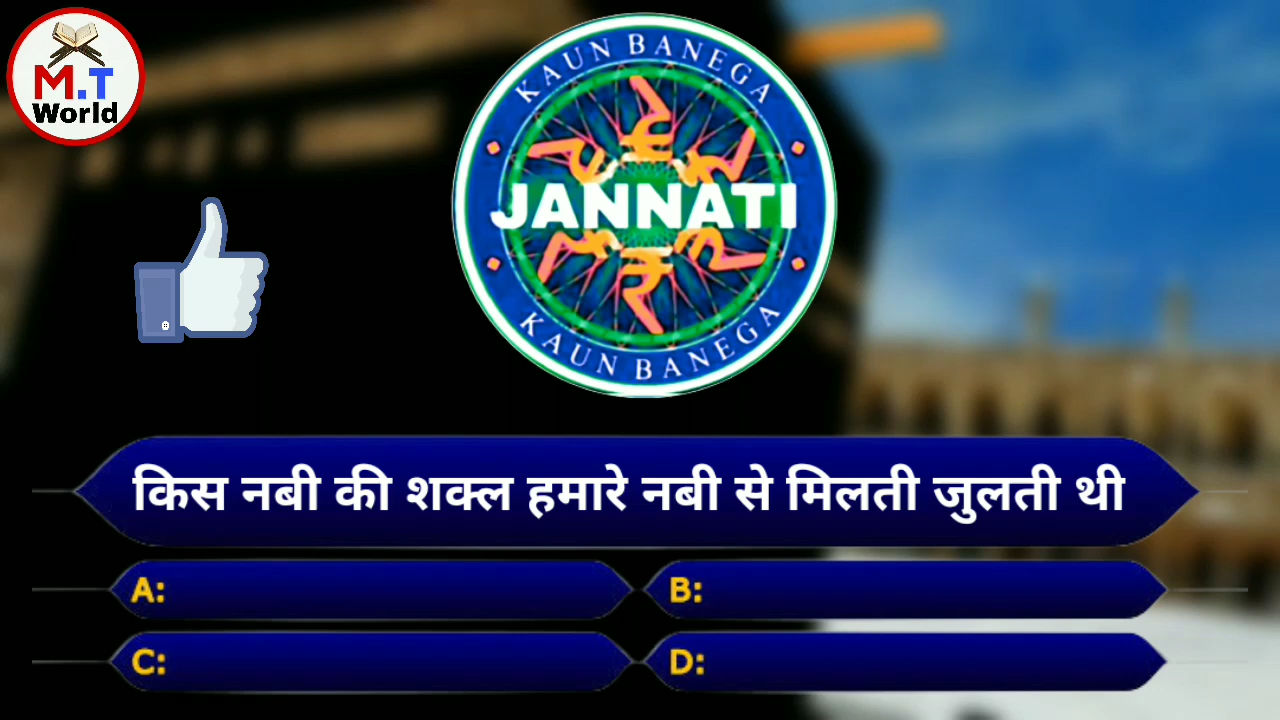 M.T
World
KAUN BANEGA
JANNATI
KAUN BANEGA
किस नबी की शक्ल हमारे नबी से मिलती जुलती थी
A:
B:
C:
D: